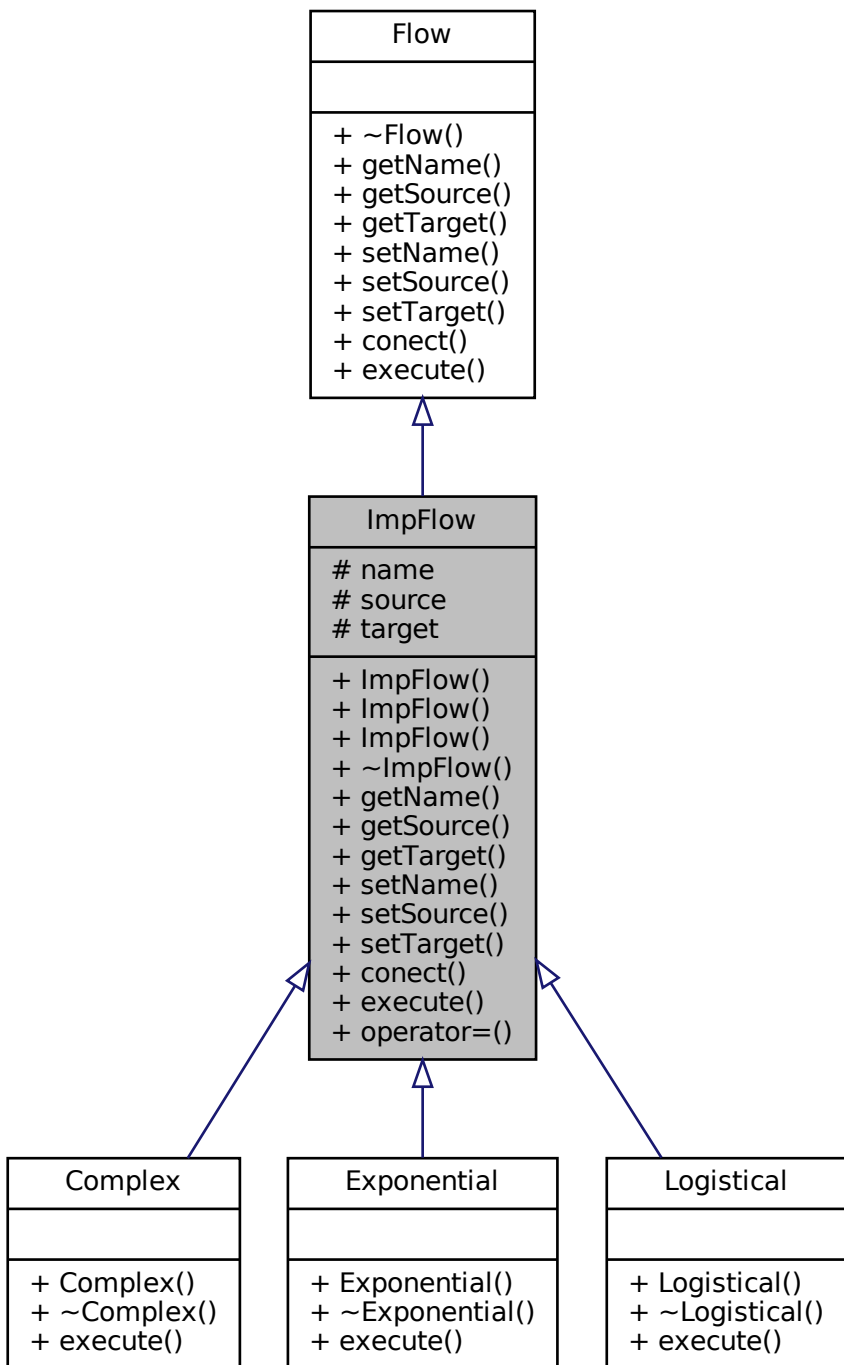 Flow
+ ~Flow()
+ getName()
+ getSource()
+ getTarget()
+ setName()
+ setSource()
+ setTarget()
+ conect()
+ execute()
ImpFlow
# name
# source
# target
+ ImpFlow()
+ ImpFlow()
+ ImpFlow()
+ ~ImpFlow()
+ getName()
+ getSource()
+ getTarget()
+ setName()
+ setSource()
+ setTarget()
+ conect()
+ execute()
+ operator=()
Complex
+ Complex()
+ ~Complex()
+ execute()
Exponential
+ Exponential()
+ ~Exponential()
+ execute()
Logistical
+ Logistical()
+ ~Logistical()
+ execute()